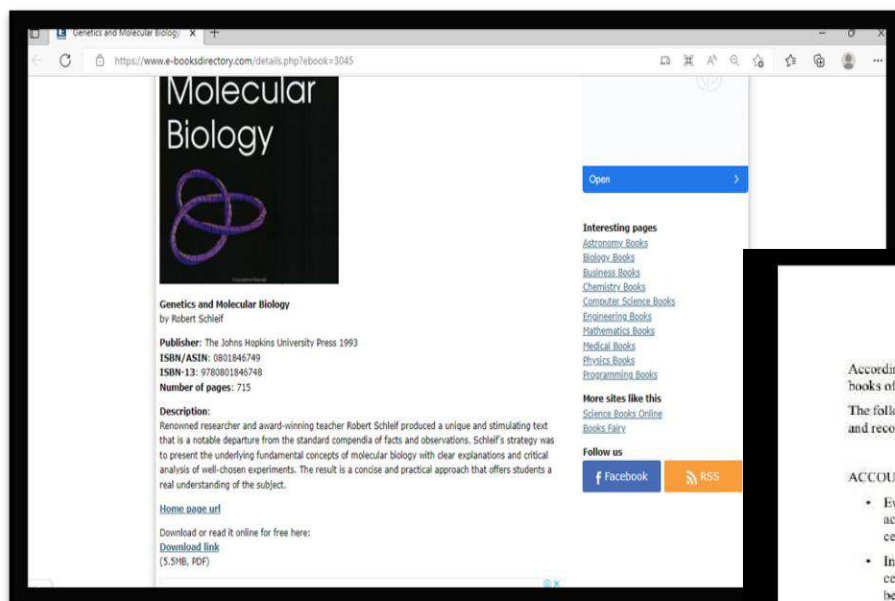 Genetics and Molecular Biology
https://www.e-booksdirectory.com/details.php?ebook=3045
Molecular
Biology
Genetics and Molecular Biology
by Robert Schleif
Publisher: The Johns Hopkins University Press 1993
ISBN/ASIN: 0801846749
ISBN-13: 9780801846748
Number of pages: 715
Description:
Renowned researcher and award-winning teacher Robert Schleif produced a unique and stimulating text
that is a notable departure from the standard compendia of facts and observations. Schleif's strategy was
to present the underlying fundamental concepts of molecular biology with clear explanations and critical
analysis of well-chosen experiments. The result is a concise and practical approach that offers students a
real understanding of the subject.
Home page url
Download or read it online for free here:
Download link
(5.5MB, PDF)
Open
Interesting pages
Astronomy Books
Biology Books
Business Books
Chemistry Books
Computer Science Books
Engineering Books
Mathematics Books
Medical Books
Physics Books
Programming Books
More sites like this
Science Books Online
Books Fairy
Follow us
Facebook
RSS
books of
The foll
and reco
ACCOU